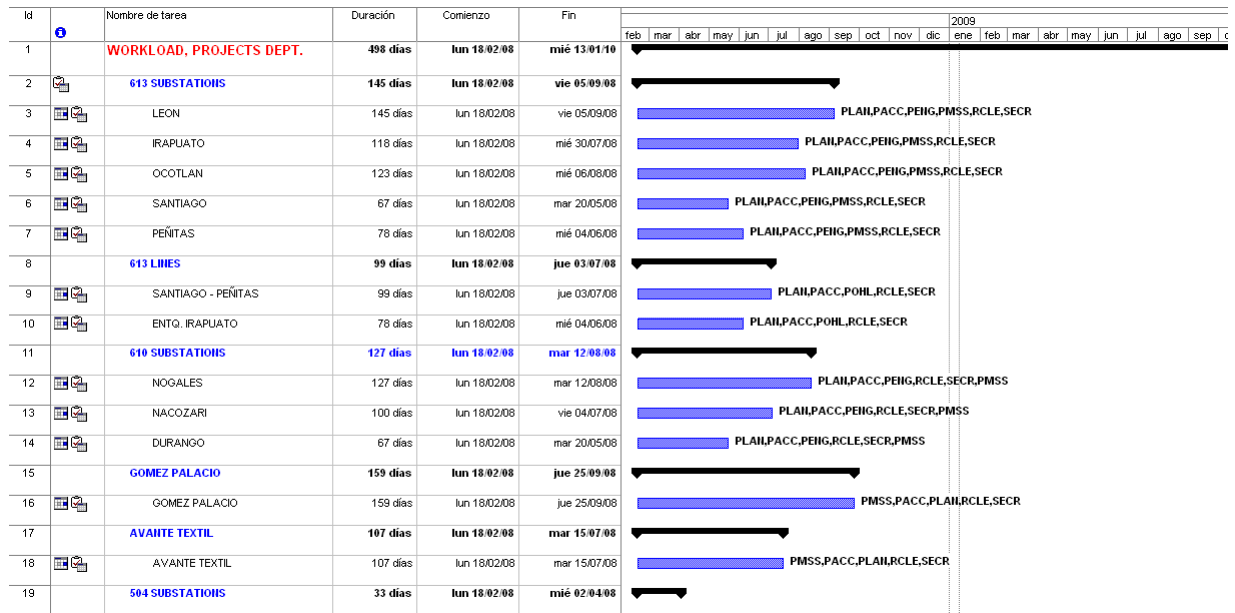 Id Nombre de tarea Duración Comienzo Fin
2009
feb mar abr may jun jul ago sep oct nov dic ene feb mar abr may jun jul ago sep
1 WORKLOAD, PROJECTS DEPT. 498 días lun 18/02/08 mié 13/01/10
2 613 SUBSTATIONS 145 días lun 18/02/08 vie 05/09/08
3 LEON 145 días lun 18/02/08 vie 05/09/08 PLAN,PACC,PENG,PMSS,RCLE,SECR
4 IRAPUATO 118 días lun 18/02/08 mié 30/07/08 PLAN,PACC,PENG,PMSS,RCLE,SECR
5 OCOTLAN 123 días lun 18/02/08 mié 06/08/08 PLAN,PACC,PENG,PMSS,RCLE,SECR
6 SANTIAGO 67 días lun 18/02/08 mar 20/05/08 PLAN,PACC,PENG,PMSS,RCLE,SECR
7 PEÑITAS 78 días lun 18/02/08 mié 04/06/08 PLAN,PACC,PENG,PMSS,RCLE,SECR
8 613 LINES 99 días lun 18/02/08 jue 03/07/08
9 SANTIAGO - PEÑITAS 99 días lun 18/02/08 jue 03/07/08 PLAN,PACC,POHL,RCLE,SECR
10 ENTQ. IRAPUATO 78 días lun 18/02/08 mié 04/06/08 PLAN,PACC,POHL,RCLE,SECR
11 610 SUBSTATIONS 127 días lun 18/02/08 mar 12/08/08
12 NOGALES 127 días lun 18/02/08 mar 12/08/08 PLAN,PACC,PENG,RCLE,SECR,PMSS
13 NACOZARI 100 días lun 18/02/08 vie 04/07/08 PLAN,PACC,PENG,RCLE,SECR,PMSS
14 DURANGO 67 días lun 18/02/08 mar 20/05/08 PLAN,PACC,PENG,RCLE,SECR,PMSS
15 GOMEZ PALACIO 159 días lun 18/02/08 jue 25/09/08
16 GOMEZ PALACIO 159 días lun 18/02/08 jue 25/09/08 PMSS,PACC,PLAN,RCLE,SECR
17 AVANTE TEXTIL 107 días lun 18/02/08 mar 15/07/08
18 AVANTE TEXTIL 107 días lun 18/02/08 mar 15/07/08 PMSS,PACC,PLAN,RCLE,SECR
19 504 SUBSTATIONS 33 días lun 18/02/08 mié 02/04/08